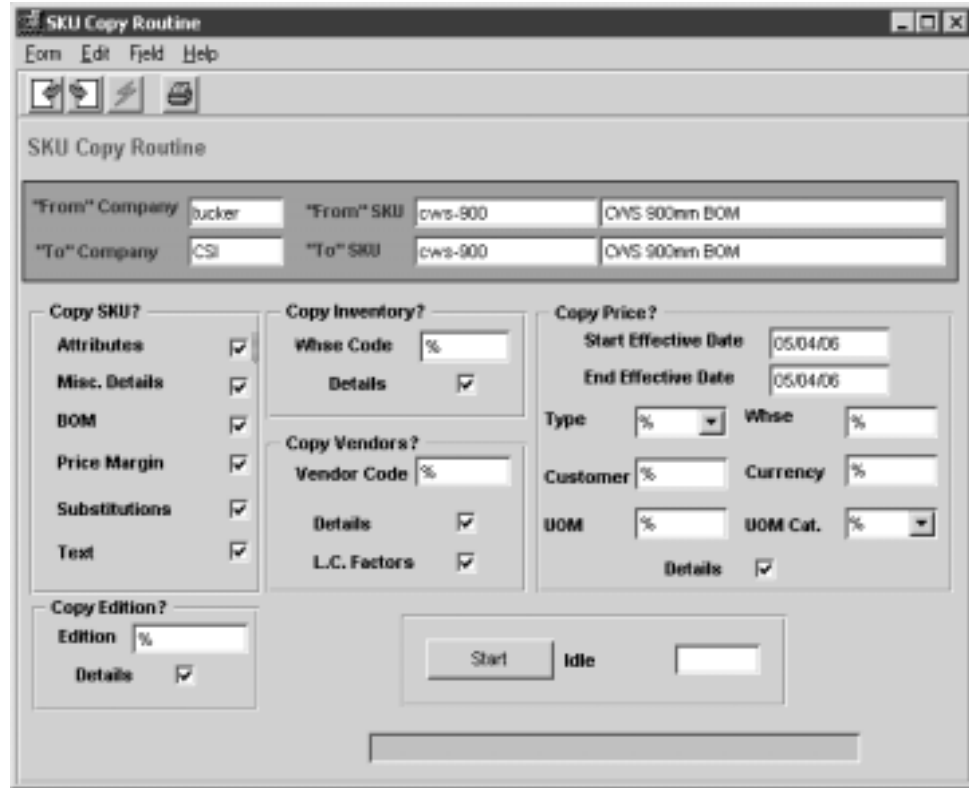 SKU Copy Routine
Form Edit Field Help
SKU Copy Routine
"From" Company tucker "From" SKU cws-900 CWS 900mm BOM
"To" Company CSI "To" SKU cws-900 CWS 900mm BOM
Copy SKU?
Attributes
Misc. Details
BOM
Price Margin
Substitutions
Text
Copy Inventory?
Whse Code %
Details
Copy Vendors?
Vendor Code %
Details
L.C. Factors
Copy Price?
Start Effective Date 05/04/06
End Effective Date 05/04/06
Type % Whse %
Customer % Currency %
UOM % UOM Cat. %
Details
Copy Edition?
Edition %
Details
Start Idle